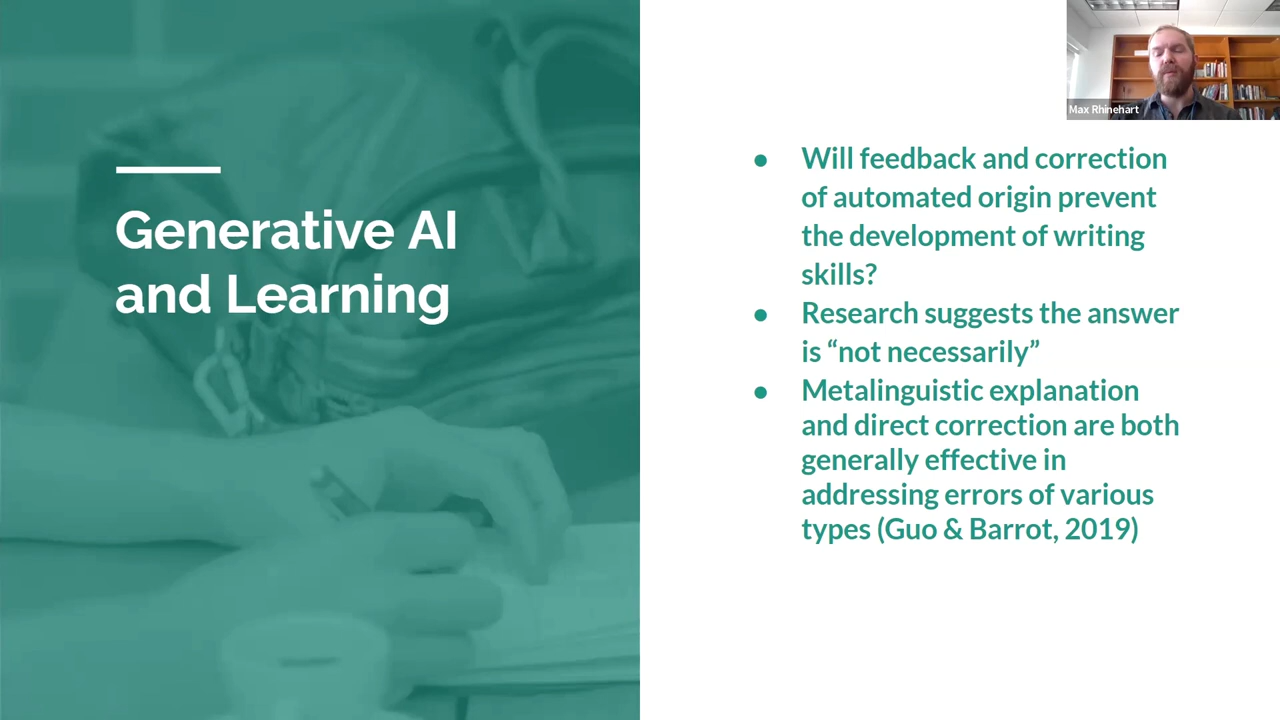 Generative AI
and Learning
Max Rhinehart
● Will feedback and correction
of automated origin prevent
the development of writing
skills?
● Research suggests the answer
is “not necessarily”
● Metalinguistic explanation
and direct correction are both
generally effective in
addressing errors of various
types (Guo & Barrot, 2019)